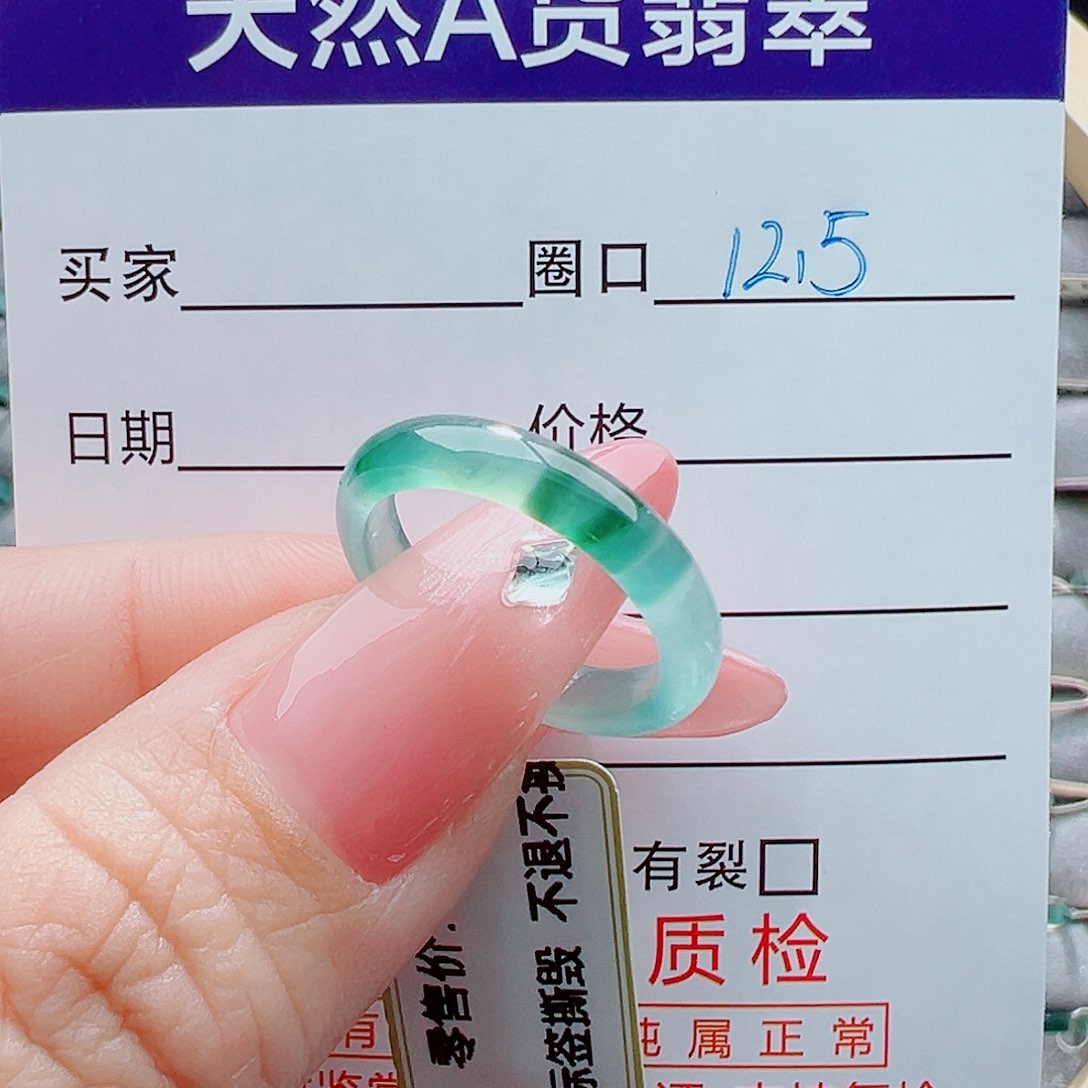 天然A货翡翠
买家 圈口 12.5
日期 价格
有裂
质检
纯属正常
零售价:
标签撕毁 不退不换